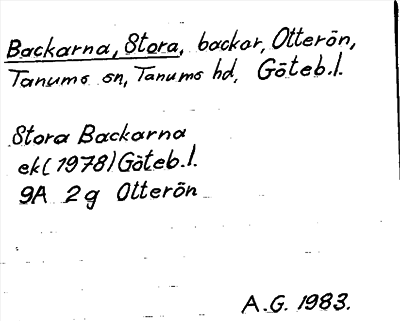 Backarna, Stora, backar, Otterön,
Tanums sn, Tanums hd, Göteb.l.
Stora Backarna
ek(1978)Göteb.l.
9A 2g Otterön
A.G. 1983.